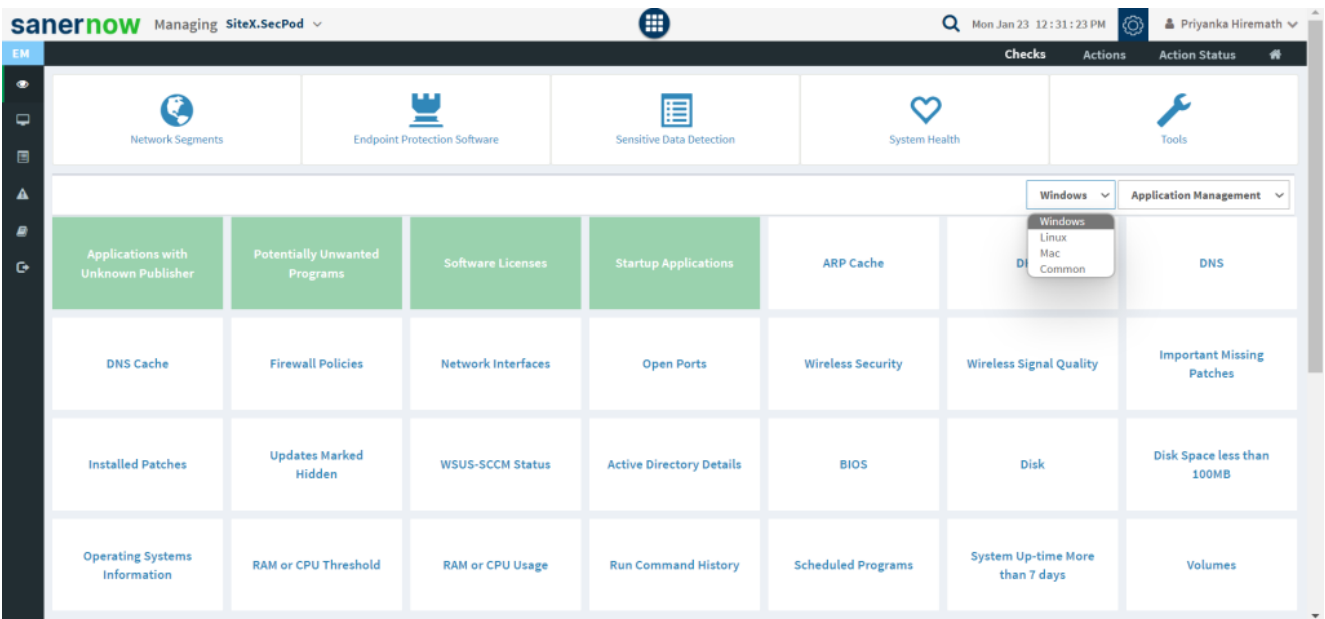 sanernow Managing SiteX.SecPod Mon Jan 23 12:31:23 PM Priyanka Hiremath
EM Checks Actions Action Status
Network Segments Endpoint Protection Software Sensitive Data Detection System Health Tools
Windows Application Management
Windows
Linux
Mac
Common
Applications with
Unknown Publisher
Potentially Unwanted
Programs
Software Licenses
Startup Applications
ARP Cache
DNS
DNS Cache
Firewall Policies
Network Interfaces
Open Ports
Wireless Security
Wireless Signal Quality
Important Missing
Patches
Installed Patches
Updates Marked
Hidden
WSUS-SCCM Status
Active Directory Details
BIOS
Disk
Disk Space less than
100MB
Operating Systems
Information
RAM or CPU Threshold
RAM or CPU Usage
Run Command History
Scheduled Programs
System Up-time More
than 7 days
Volumes